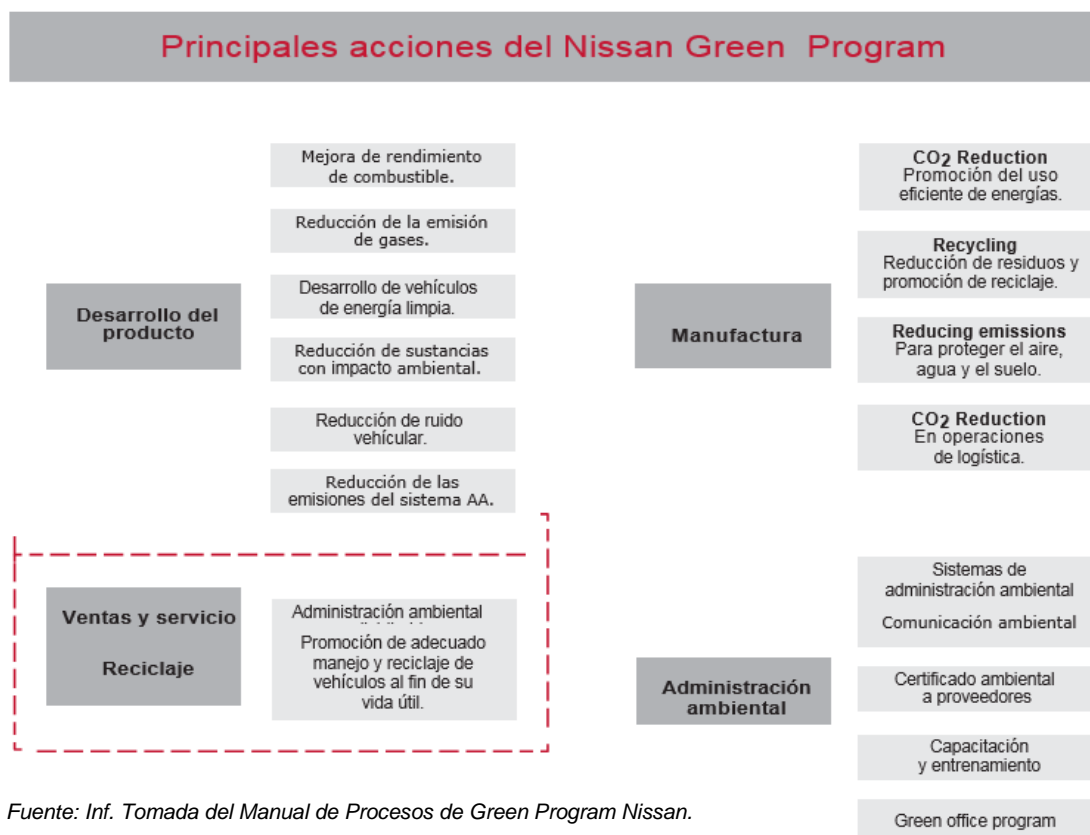 Principales acciones del Nissan Green Program
Desarrollo del
producto
Mejora de rendimiento
de combustible.
Reducción de la emisión
de gases.
Desarrollo de vehículos
de energía limpia.
Reducción de sustancias
con impacto ambiental.
Reducción de ruido
vehícular.
Reducción de las
emisiones del sistema AA.
Ventas y servicio
Reciclaje
Administración ambiental
Promoción de adecuado
manejo y reciclaje de
vehículos al fin de su
vida útil.
Manufactura
CO2 Reduction
Promoción del uso
eficiente de energías.
Recycling
Reducción de residuos y
promoción de reciclaje.
Reducing emissions
Para proteger el aire,
agua y el suelo.
CO2 Reduction
En operaciones
de logística.
Administración
ambiental
Sistemas de
administración ambiental
Comunicación ambiental
Certificado ambiental
a proveedores
Capacitación
y entrenamiento
Green office program
Fuente: Inf. Tomada del Manual de Procesos de Green Program Nissan.